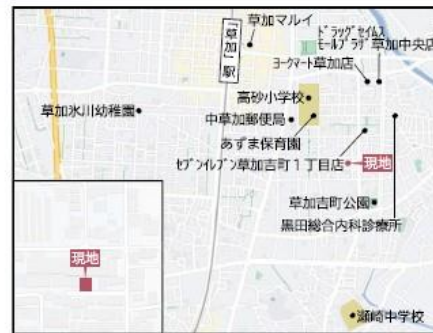 「草加」駅
草加マルイ
ドラッグセイムス
モールプラザ草加中央店
ヨークマート草加店
高砂小学校
草加氷川幼稚園
中草加郵便局
あずま保育園
セブンイレブン草加吉町1丁目店
現地
草加吉町公園
黒田総合内科診療所
現地
瀬崎中学校